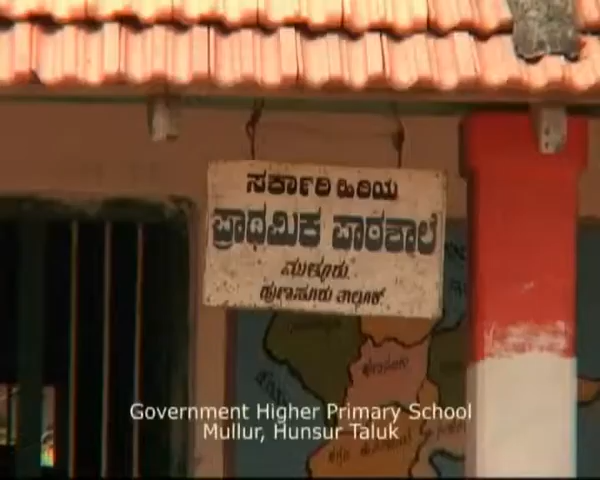 ಸರ್ಕಾರಿ ಹಿರಿಯ
ಪ್ರಾಥಮಿಕ ಪಾಠಶಾಲೆ
ಮುಳ್ಳೂರು.
ಹುಣಸೂರು ತಾಲ್ಲೂಕ್
Government Higher Primary School
Mullur, Hunsur Taluk